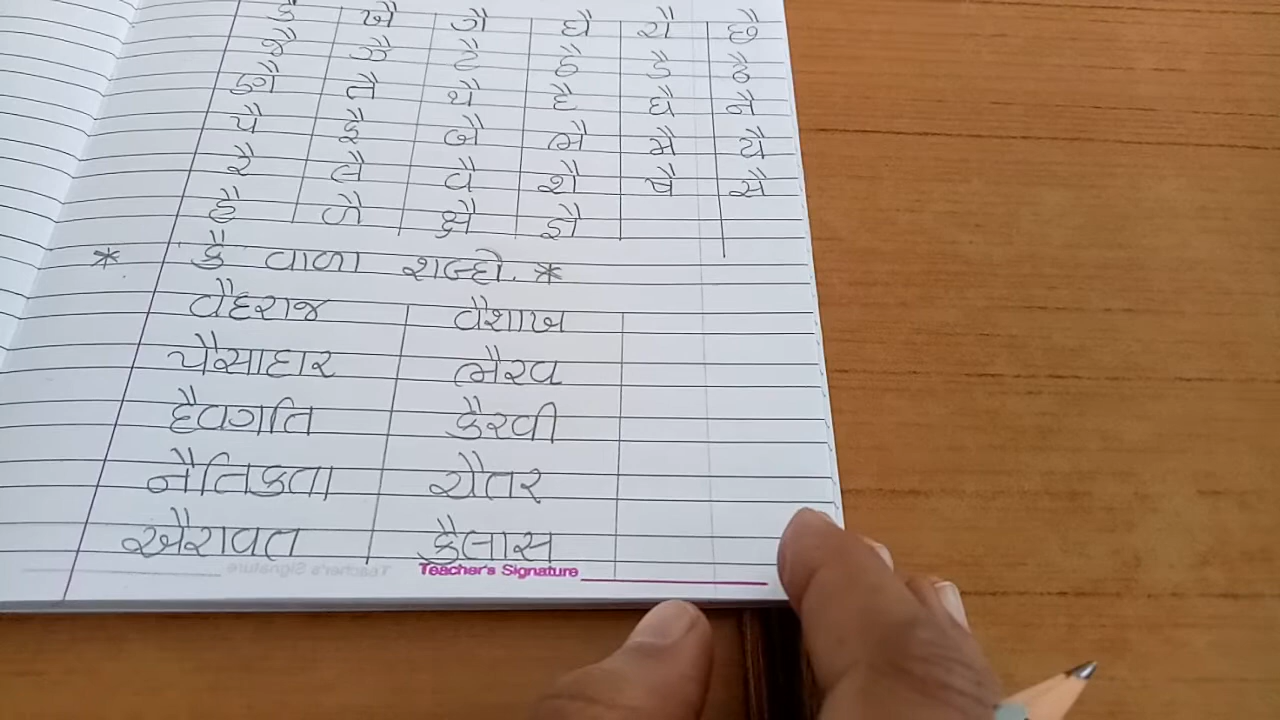 કૈ ખૈ ગૈ ઘૈ ચૈ છૈ
જૈ ઝૈ ટૈ ઠૈ ડૈ ઢૈ
ણૈ તૈ થૈ દૈ ધૈ નૈ
પૈ ફૈ બૈ ભૈ મૈ યૈ
રૈ લૈ વૈ શૈ ષૈ સૈ
હૈ ળૈ ક્ષૈ જ્ઞૈ
* કૈ વાળા શબ્દો. *
વૈદરાજ વૈશાખ
પૈસાદાર ભૈરવ
દૈવગતિ કૈરવી
નૈતિકતા ચૈતર
ઐરાવત કૈલાસ
Teacher's Signature